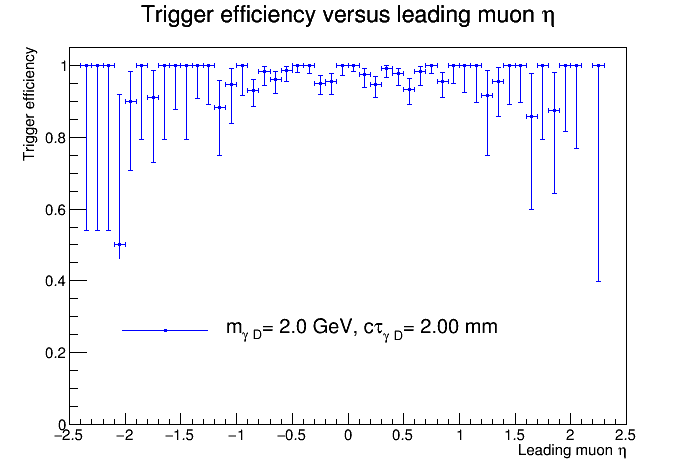 Trigger efficiency versus leading muon η
Trigger efficiency
1
0.8
0.6
0.4
0.2
0
m γ D = 2.0 GeV, cτ γ D = 2.00 mm
−2.5 −2 −1.5 −1 −0.5 0 0.5 1 1.5 2 2.5
Leading muon η